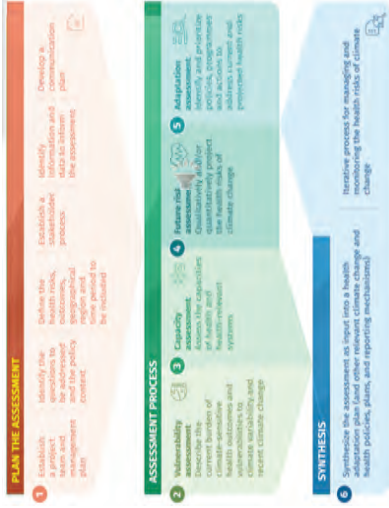 PLAN THE ASSESSMENT
1
Establish
a project
team and
management
plan
Identify the
questions to
be addressed
and the policy
context
Define the
health risks,
outcomes,
geographical
region and
time period to
be included
Establish a
stakeholder
process
Identify
information and
data to inform
the assessment
Develop a
communication
plan
ASSESSMENT PROCESS
2
Vulnerability
assessment
Describe the
current burden of
climate-sensitive
health outcomes and
vulnerabilities to
climate variability and
recent climate change
3
Capacity
assessment:
Assess the capacities
of health and
health-relevant
systems
4
Future risk
assessment
Qualitatively and/or
quantitatively project
the health risks of
climate change
5
Adaptation
assessment:
Identify and prioritize
policies, programmes
and actions to
address current and
projected health risks
SYNTHESIS
6
Synthesize the assessment as input into a health
adaptation plan (and other relevant climate change and
health policies, plans, and reporting mechanisms)
Iterative process for managing and
monitoring the health risks of climate
change